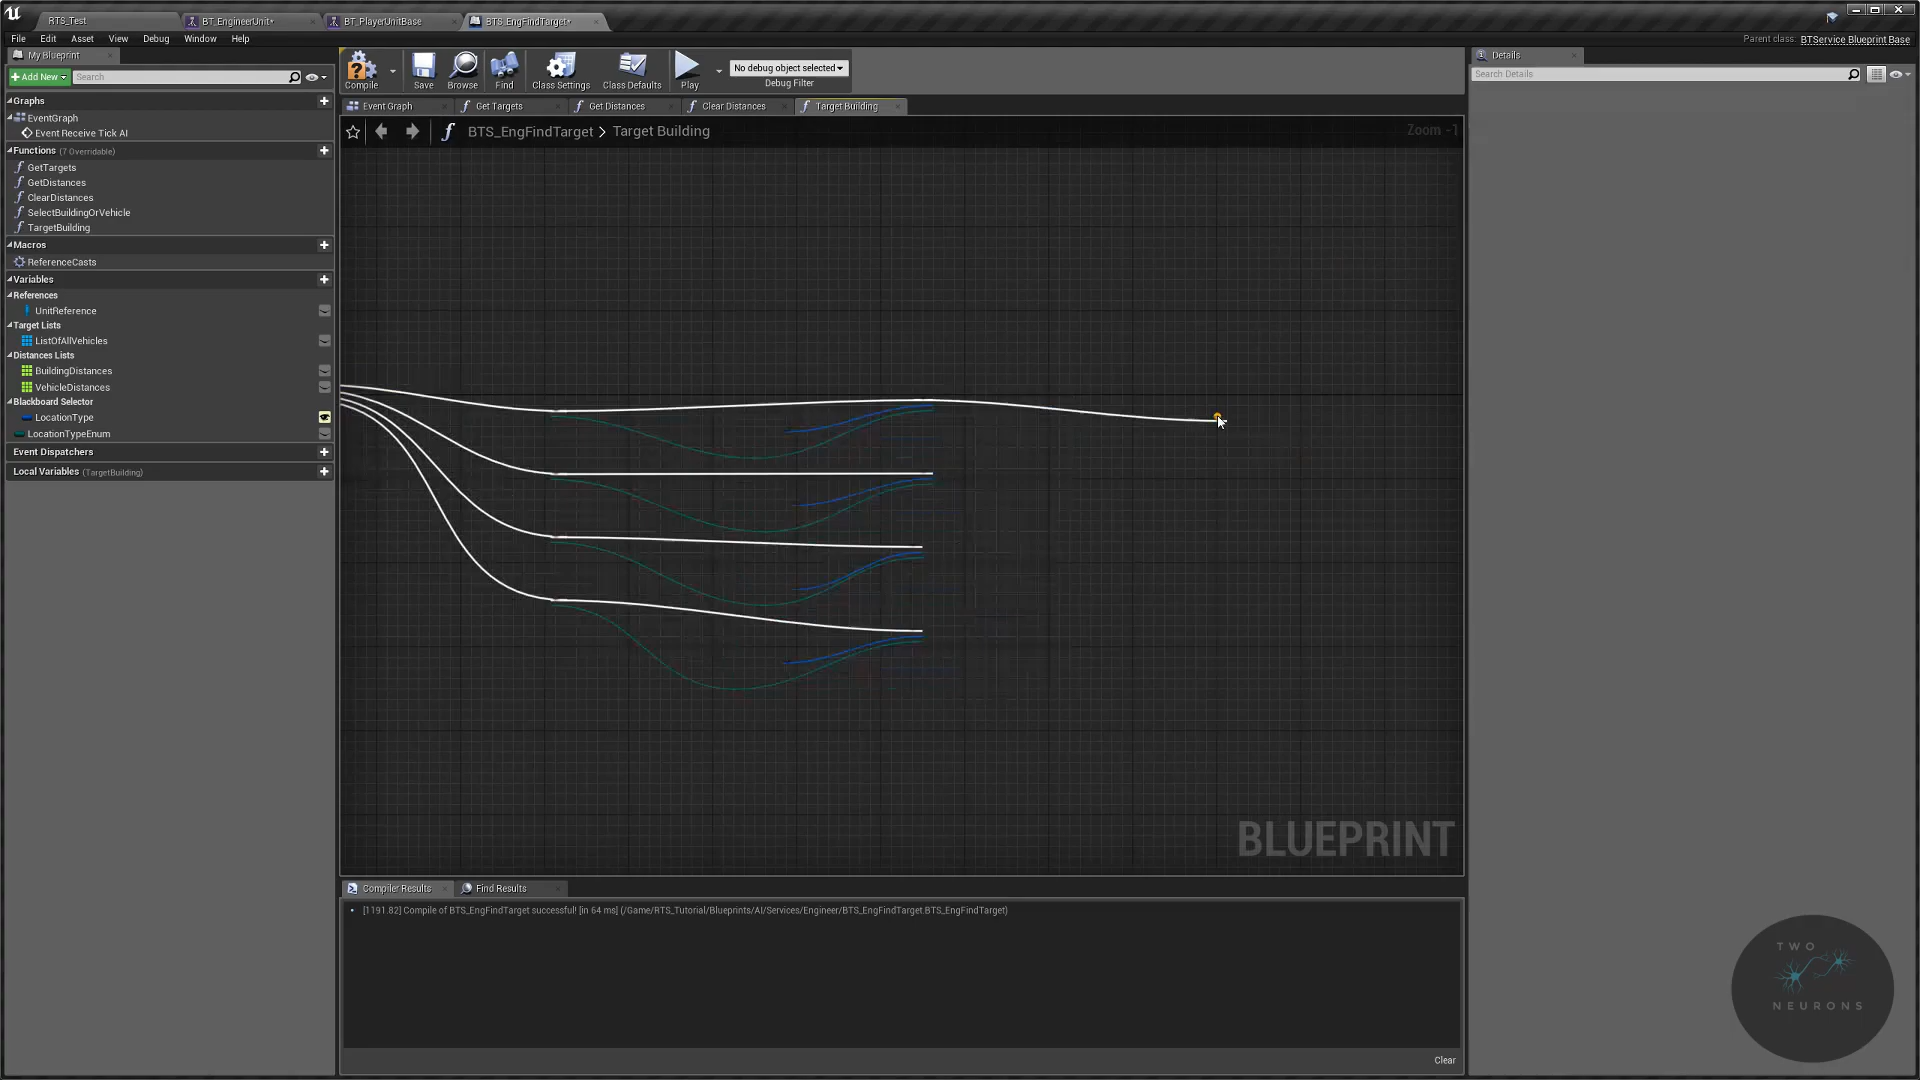 RTS_Test
BT_EngineerUnit*
BT_PlayerUnitBase
BTS_EngFindTarget*
File Edit Asset View Debug Window Help
Parent class: BTService Blueprint Base
My Blueprint
Add New
Search
Compile
Save
Browse
Find
Class Settings
Class Defaults
Play
No debug object selected
Debug Filter
Details
Search Details
Graphs
EventGraph
Event Receive Tick AI
Functions (7 Overridable)
GetTargets
GetDistances
ClearDistances
SelectBuildingOrVehicle
TargetBuilding
Macros
ReferenceCasts
Variables
References
UnitReference
Target Lists
ListOfAllVehicles
Distances Lists
BuildingDistances
VehicleDistances
Blackboard Selector
LocationType
LocationTypeEnum
Event Dispatchers
Local Variables (TargetBuilding)
Event Graph
Get Targets
Get Distances
Clear Distances
Target Building
BTS_EngFindTarget > Target Building
Zoom -1
BLUEPRINT
Compiler Results
Find Results
[1191.82] Compile of BTS_EngFindTarget successful! [in 64 ms] (/Game/RTS_Tutorial/Blueprints/AI/Services/Engineer/BTS_EngFindTarget.BTS_EngFindTarget)
Clear
TWO
NEURONS